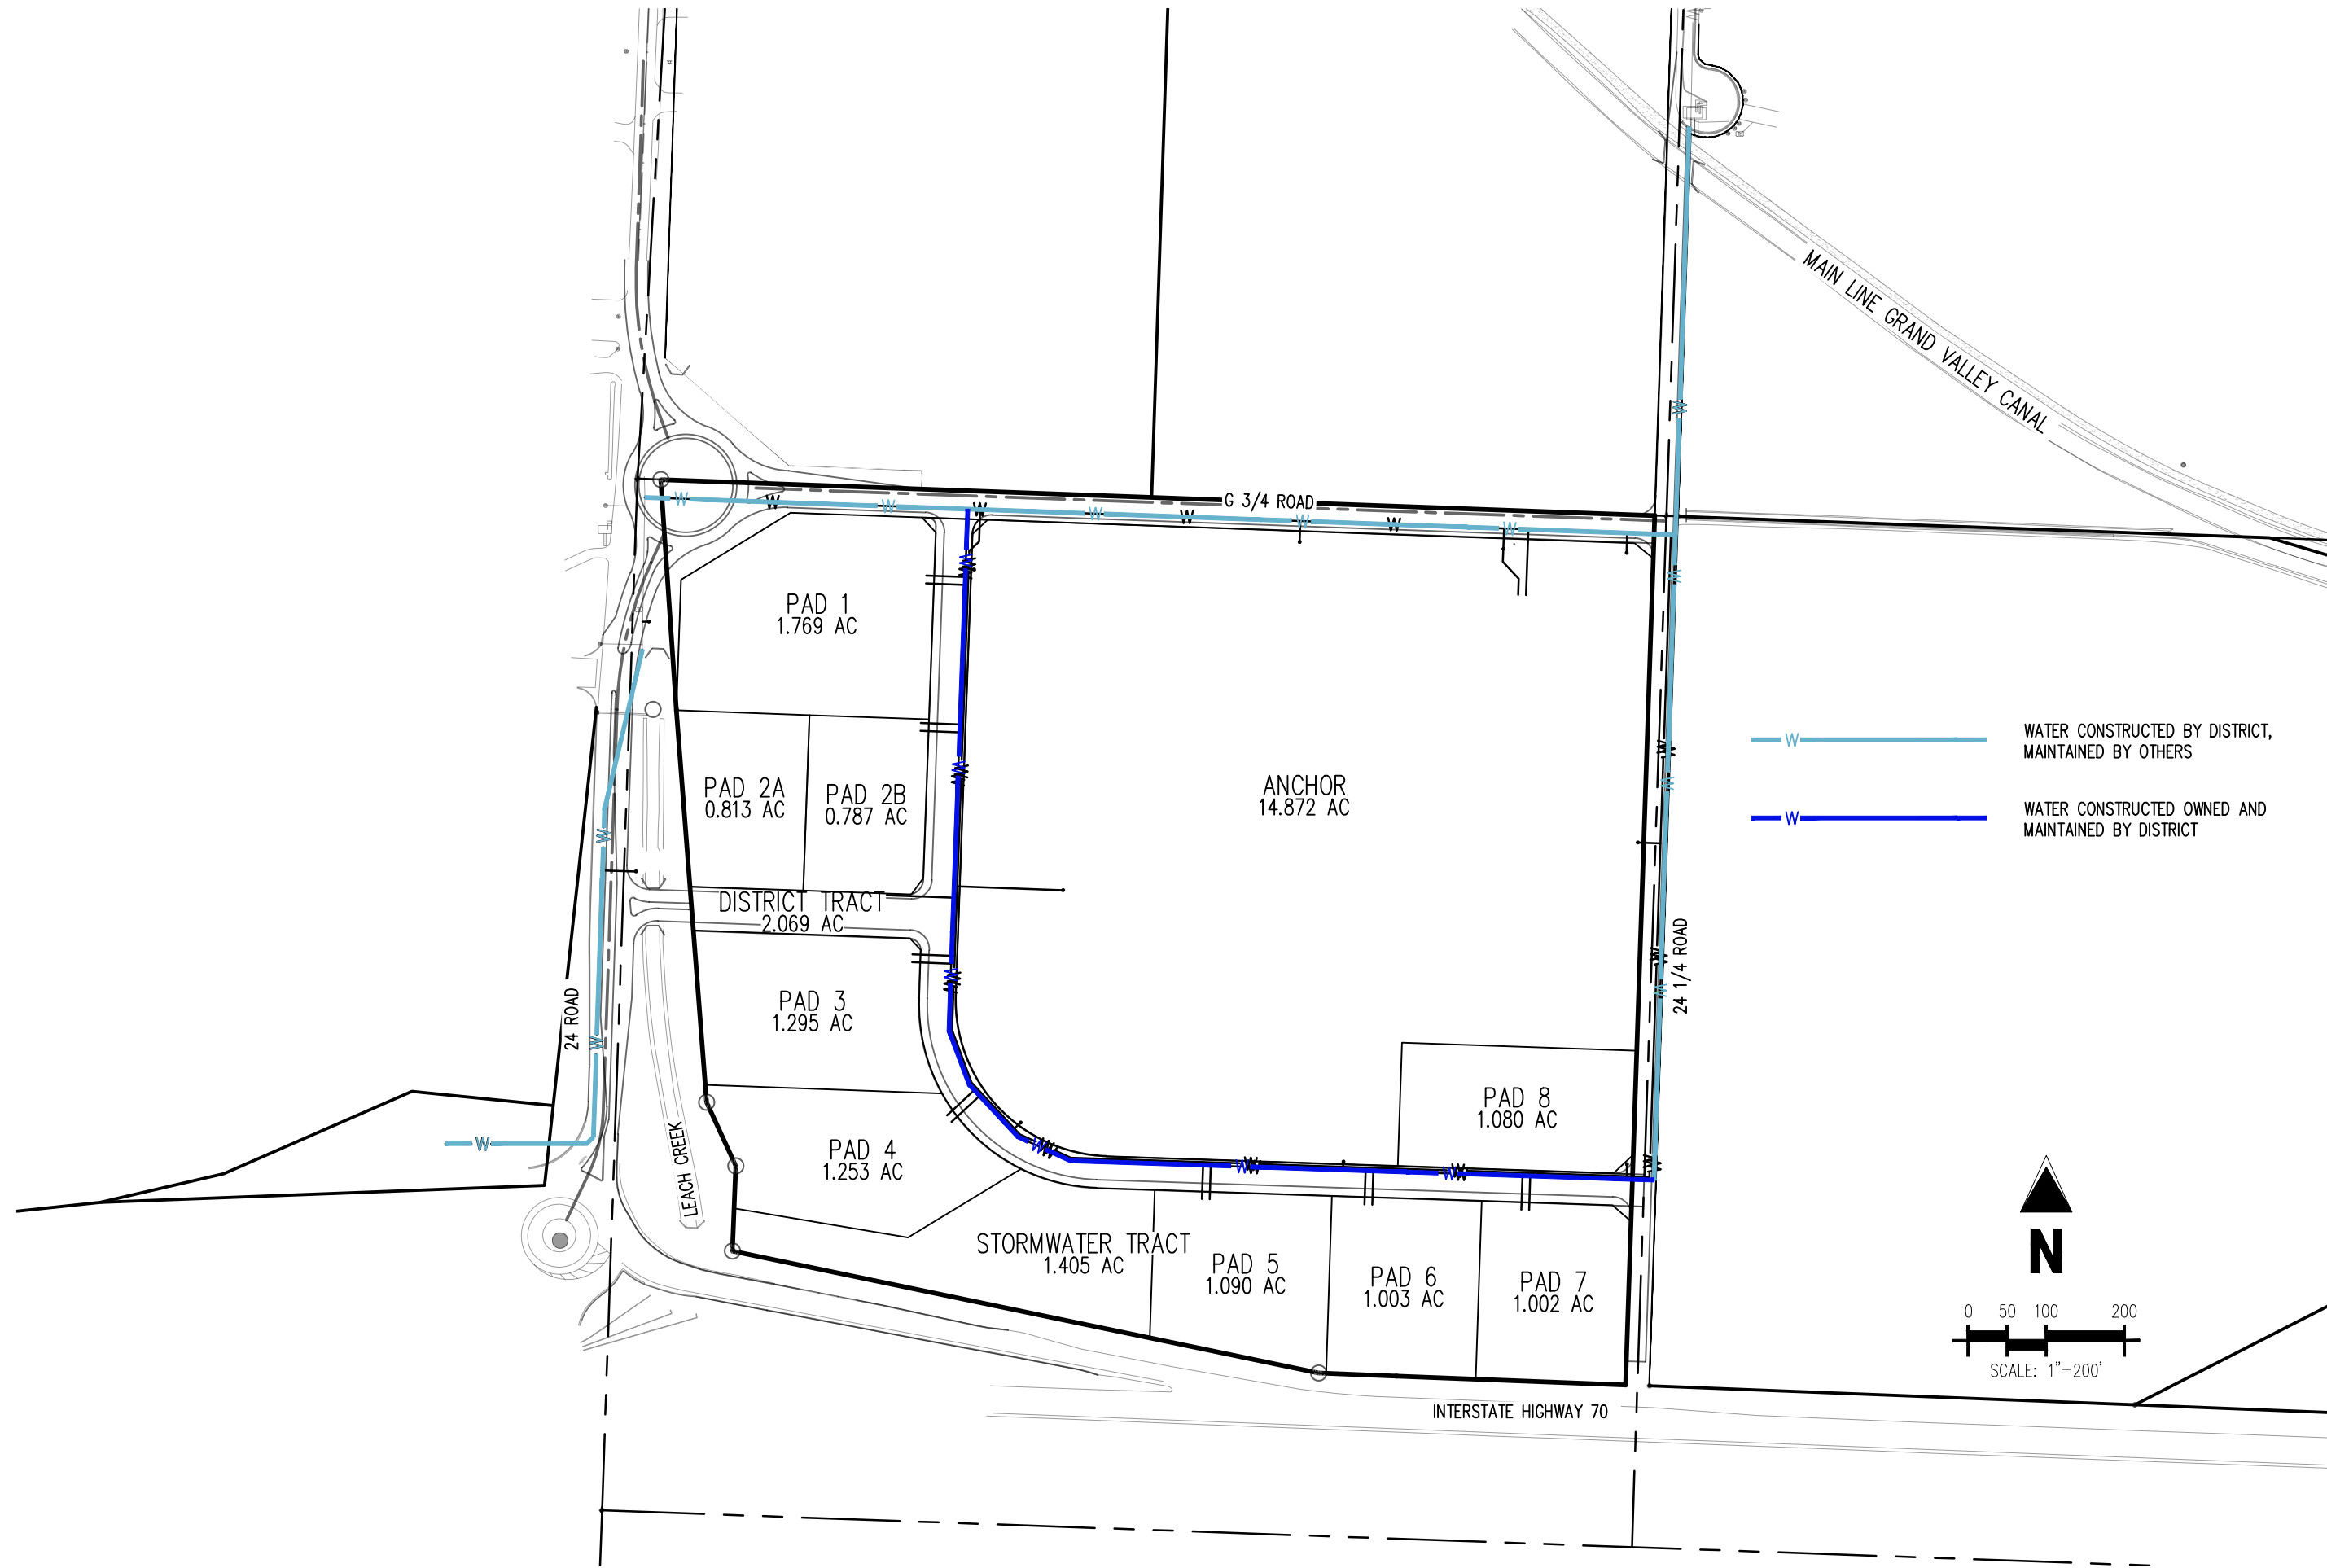 MAIN LINE GRAND VALLEY CANAL
G 3/4 ROAD
W
W
W
W
W
W
W
W
W
W
W
PAD 1
1.769 AC
PAD 2A
0.813 AC
PAD 2B
0.787 AC
ANCHOR
14.872 AC
W
WATER CONSTRUCTED BY DISTRICT,
MAINTAINED BY OTHERS
W
WATER CONSTRUCTED OWNED AND
MAINTAINED BY DISTRICT
DISTRICT TRACT
2.069 AC
24 ROAD
24 1/4 ROAD
PAD 3
1.295 AC
PAD 8
1.080 AC
W
LEACH CREEK
PAD 4
1.253 AC
STORMWATER TRACT
1.405 AC
PAD 5
1.090 AC
PAD 6
1.003 AC
PAD 7
1.002 AC
N
0 50 100 200
SCALE: 1"=200'
INTERSTATE HIGHWAY 70